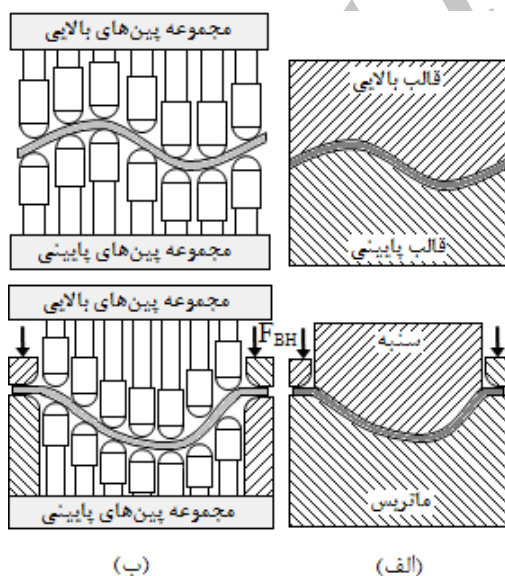 مجموعه پین‌های بالایی
قالب بالایی
قالب پایینی
مجموعه پین‌های پایینی
مجموعه پین‌های بالایی
F_BH
سنبه
ماتریس
مجموعه پین‌های پایینی
(الف)
(ب)